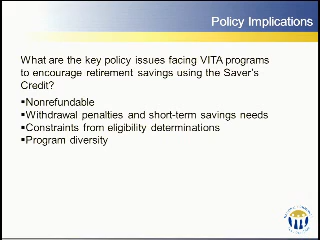 Policy Implications
What are the key policy issues facing VITA programs
to encourage retirement savings using the Saver's
Credit?
▪Nonrefundable
▪Withdrawal penalties and short-term savings needs
▪Constraints from eligibility determinations
▪Program diversity